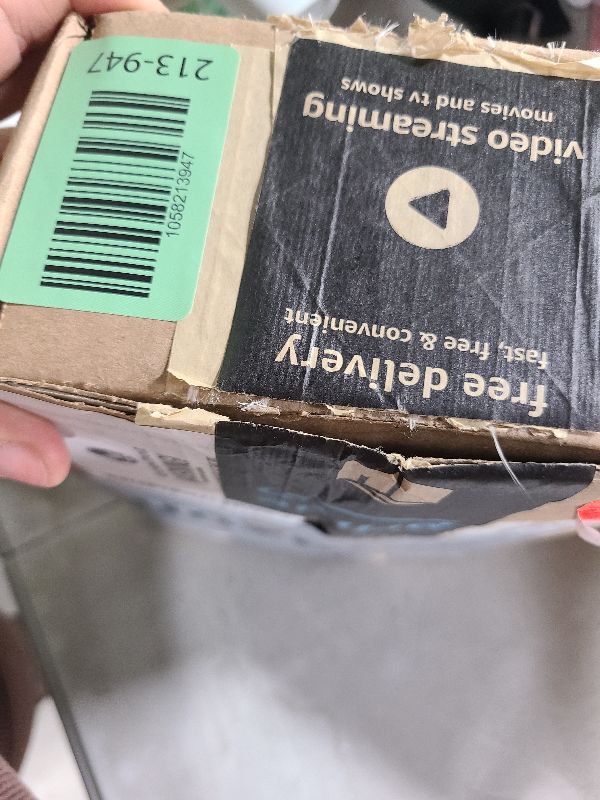 213-947
1058213947
free delivery
fast, free & convenient
video streaming
movies and tv shows